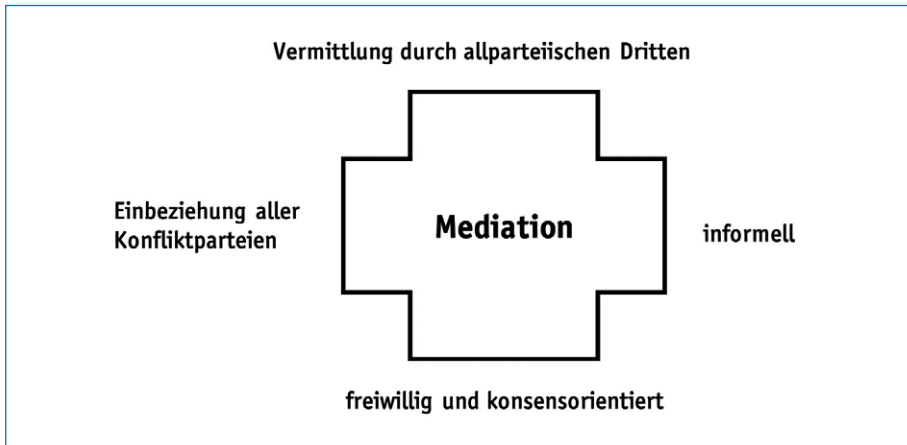 Vermittlung durch allparteiischen Dritten
Einbeziehung aller
Konfliktparteien
Mediation
informell
freiwillig und konsensorientiert